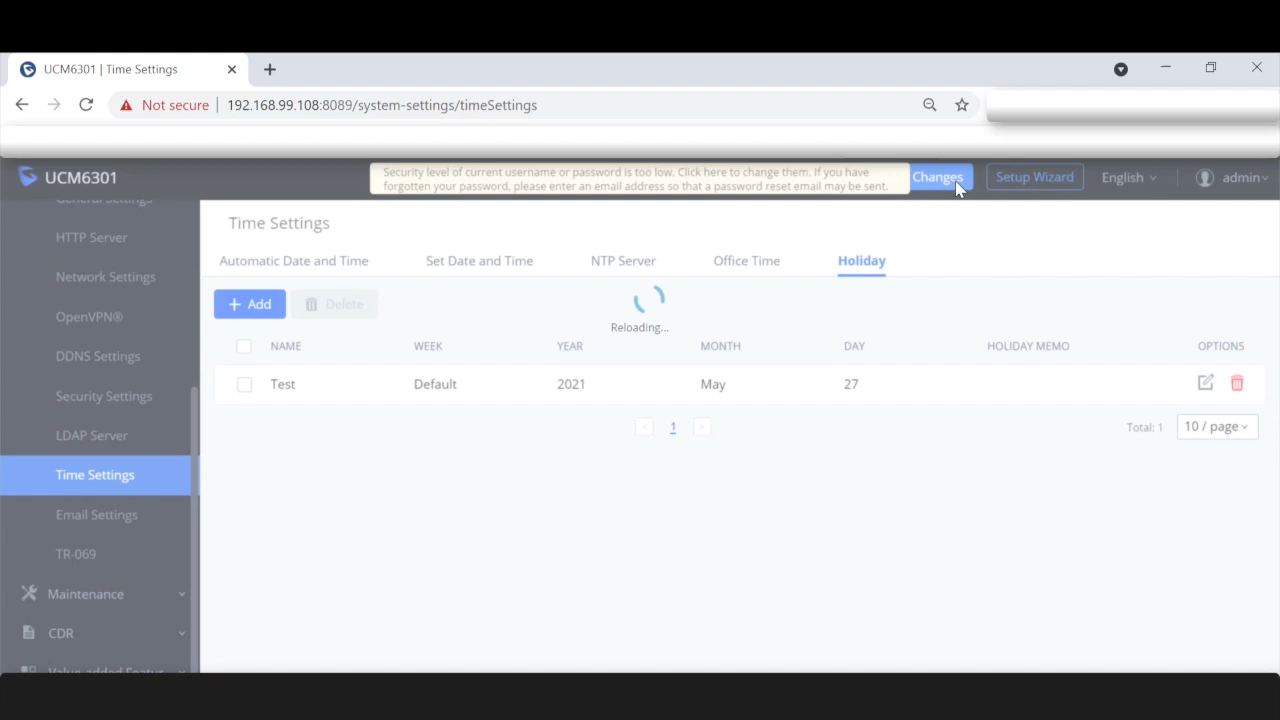 UCM6301 | Time Settings
Not secure 192.168.99.108:8089/system-settings/timeSettings
UCM6301
Security level of current username or password is too low. Click here to change them. If you have
forgotten your password, please enter an email address so that a password reset email may be sent.
Changes
Setup Wizard
English
admin
General Settings
HTTP Server
Network Settings
OpenVPN®
DDNS Settings
Security Settings
LDAP Server
Time Settings
Email Settings
TR-069
Maintenance
CDR
Value-added Featur
Time Settings
Automatic Date and Time Set Date and Time NTP Server Office Time Holiday
+ Add Delete
Reloading...
NAME WEEK YEAR MONTH DAY HOLIDAY MEMO OPTIONS
Test Default 2021 May 27
< 1 > Total: 1 10 / page